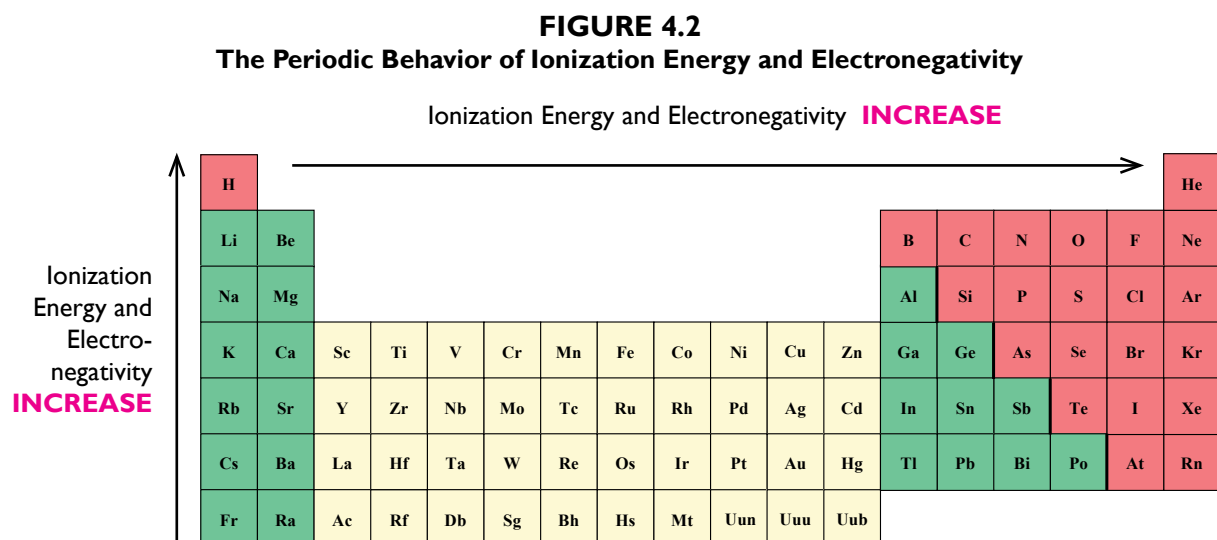 FIGURE 4.2
The Periodic Behavior of Ionization Energy and Electronegativity
Ionization Energy and Electronegativity INCREASE
Ionization
Energy and
Electro-
negativity
INCREASE
H He
Li Be B C N O F Ne
Na Mg Al Si P S Cl Ar
K Ca Sc Ti V Cr Mn Fe Co Ni Cu Zn Ga Ge As Se Br Kr
Rb Sr Y Zr Nb Mo Tc Ru Rh Pd Ag Cd In Sn Sb Te I Xe
Cs Ba La Hf Ta W Re Os Ir Pt Au Hg Tl Pb Bi Po At Rn
Fr Ra Ac Rf Db Sg Bh Hs Mt Uun Uuu Uub